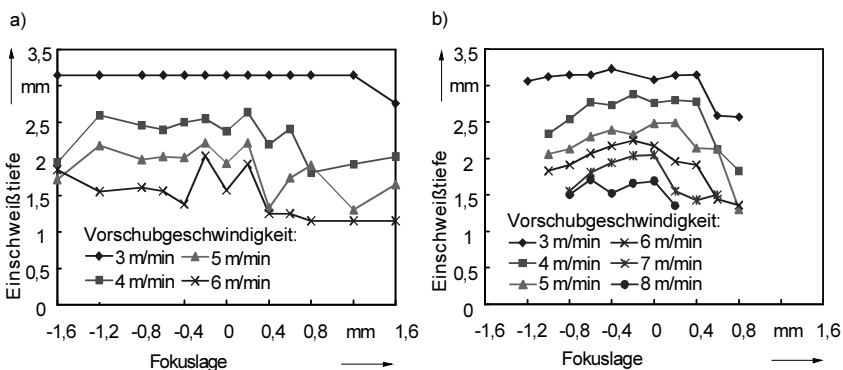 a)
3,5
mm
2,5
2
1,5
1
0,5
0
Einschweißtiefe
Vorschubgeschwindigkeit:
3 m/min 5 m/min
4 m/min 6 m/min
-1,6 -1,2 -0,8 -0,4 0 0,4 0,8 mm 1,6
Fokuslage
b)
3,5
mm
2,5
2
1,5
1
0,5
0
Einschweißtiefe
Vorschubgeschwindigkeit:
3 m/min 6 m/min
4 m/min 7 m/min
5 m/min 8 m/min
-1,6 -1,2 -0,8 -0,4 0 0,4 0,8 mm 1,6
Fokuslage